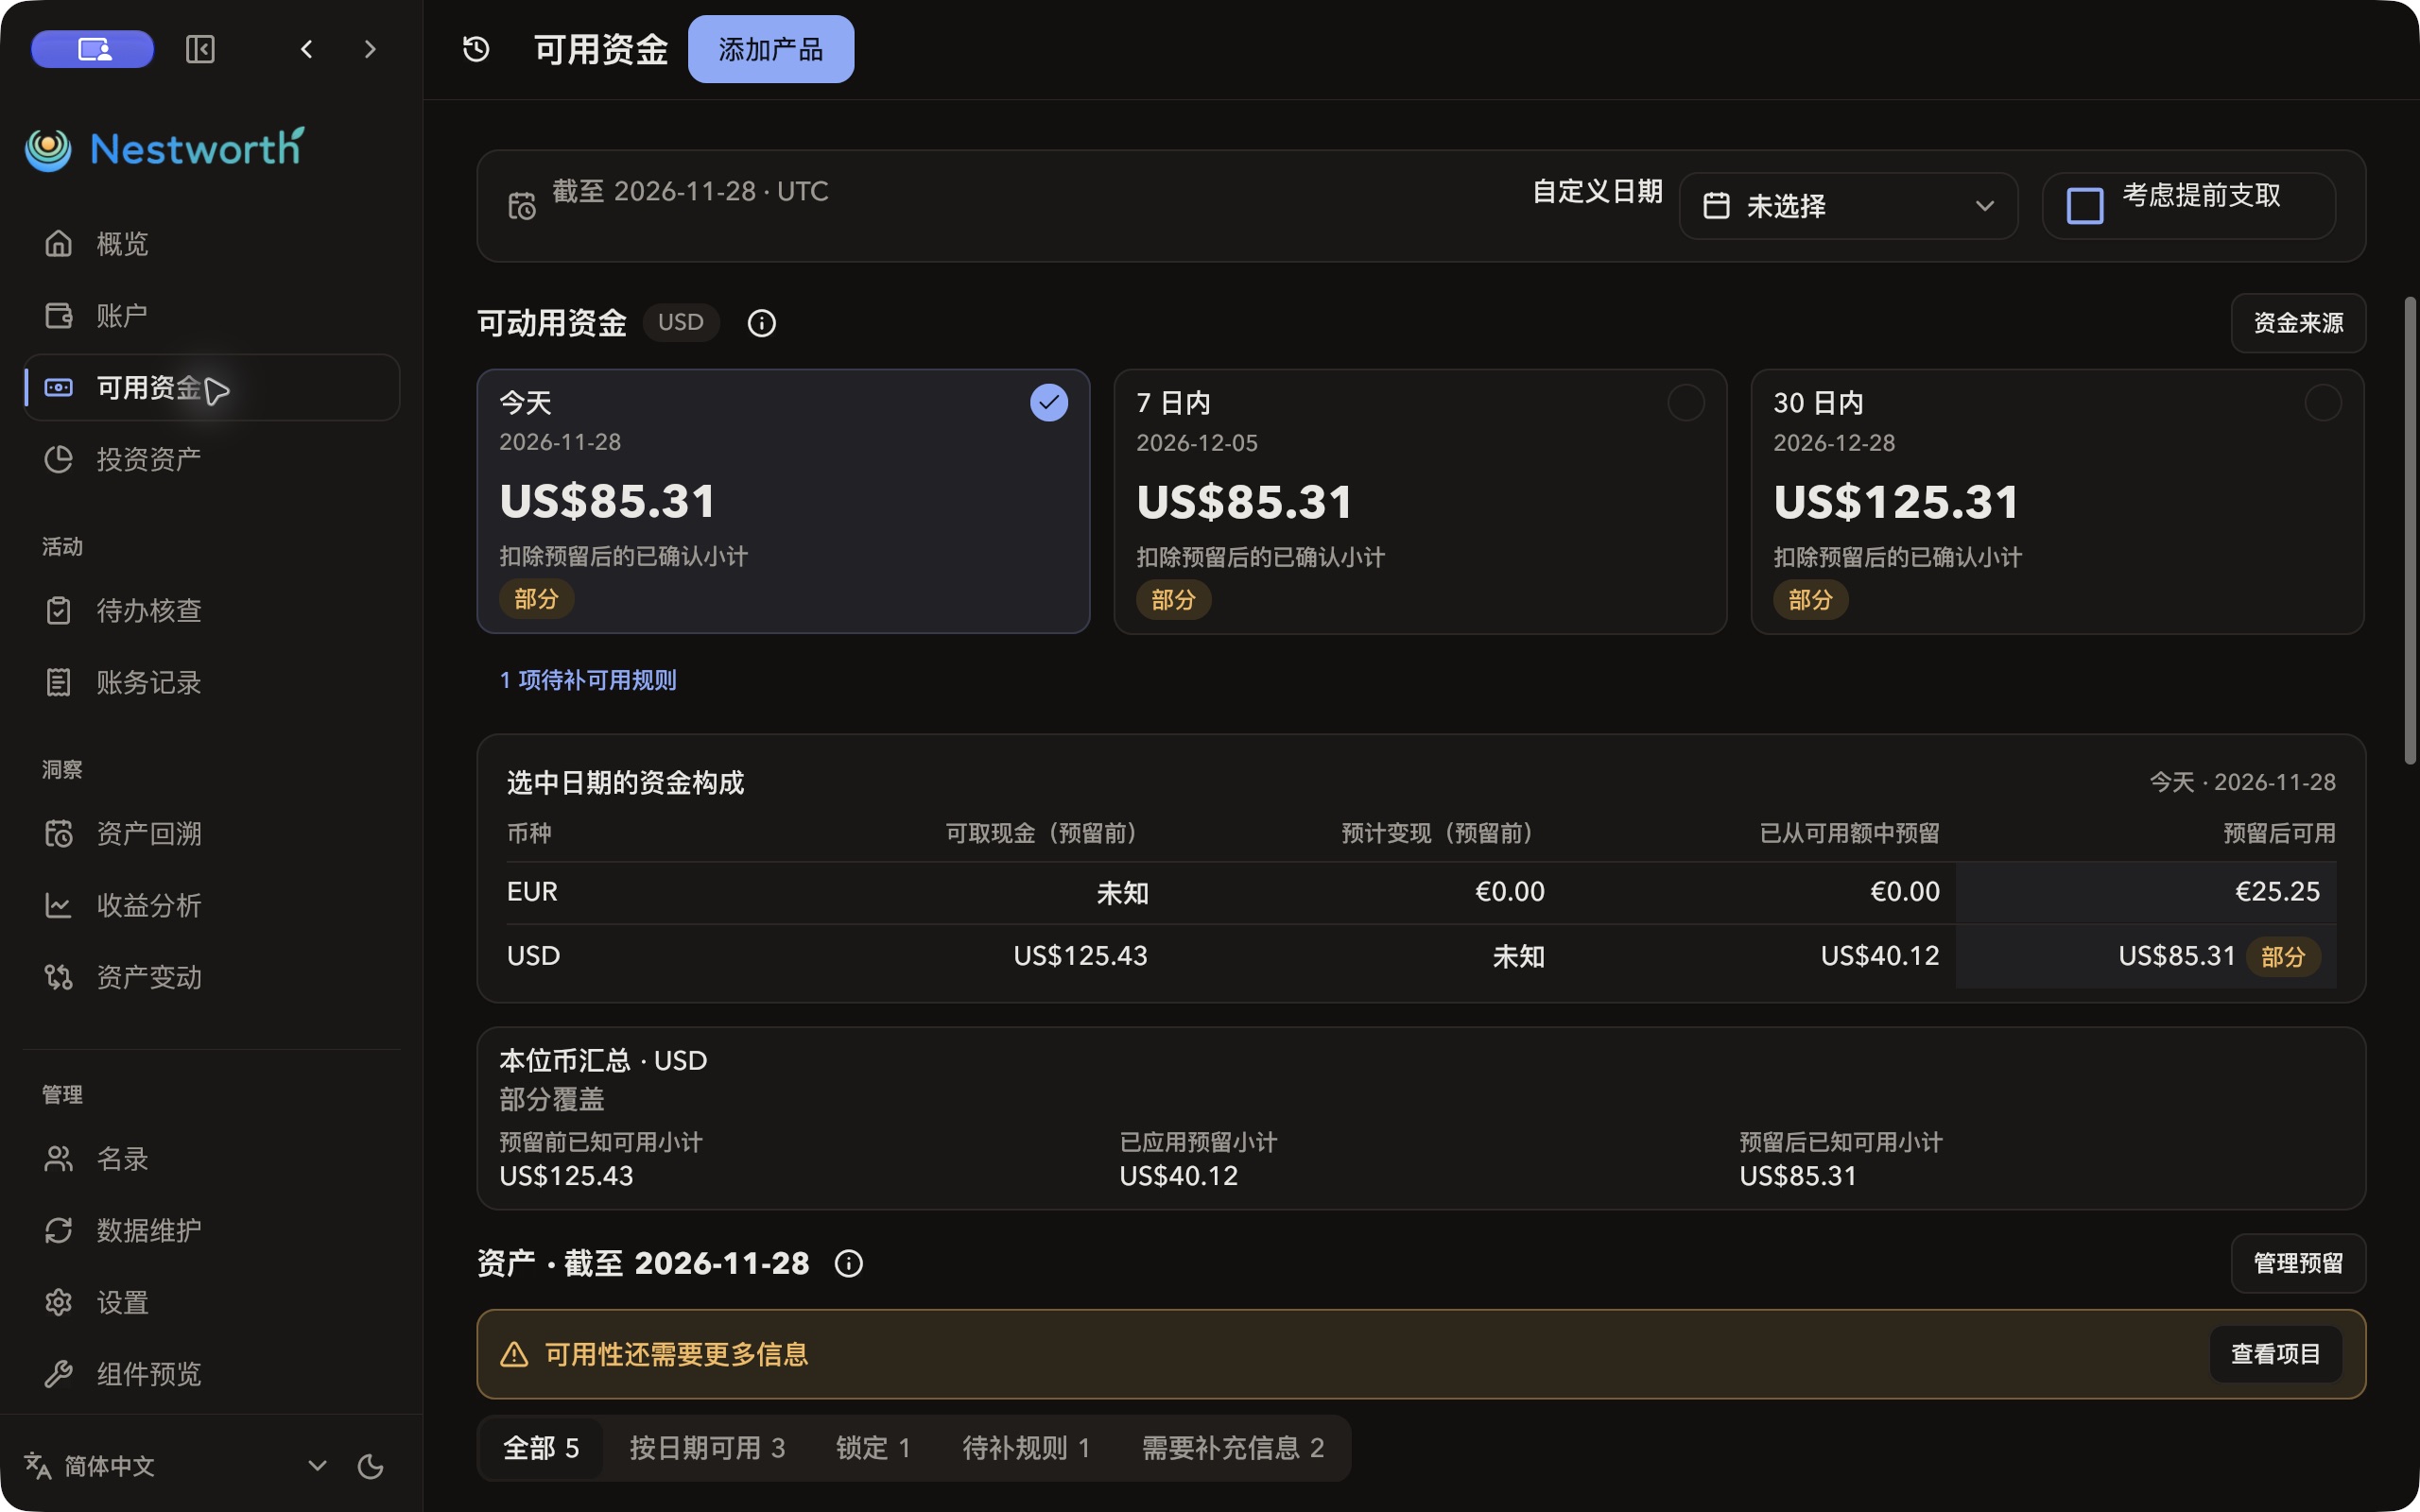 可用资金
添加产品
Nestworth
概览
账户
可用资金
投资资产
活动
待办核查
账务记录
洞察
资产回溯
收益分析
资产变动
管理
名录
数据维护
设置
组件预览
简体中文
截至 2026-11-28 · UTC
自定义日期
未选择
考虑提前支取
可动用资金
USD
资金来源
今天
2026-11-28
US$85.31
扣除预留后的已确认小计
部分
7 日内
2026-12-05
US$85.31
扣除预留后的已确认小计
部分
30 日内
2026-12-28
US$125.31
扣除预留后的已确认小计
部分
1 项待补可用规则
选中日期的资金构成
今天 · 2026-11-28
币种 可取现金（预留前） 预计变现（预留前） 已从可用额中预留 预留后可用
EUR 未知 €0.00 €0.00 €25.25
USD US$125.43 未知 US$40.12 US$85.31 部分
本位币汇总 · USD
部分覆盖
预留前已知可用小计 已应用预留小计 预留后已知可用小计
US$125.43 US$40.12 US$85.31
资产 · 截至 2026-11-28
管理预留
可用性还需要更多信息
查看项目
全部 5 按日期可用 3 锁定 1 待补规则 1 需要补充信息 2